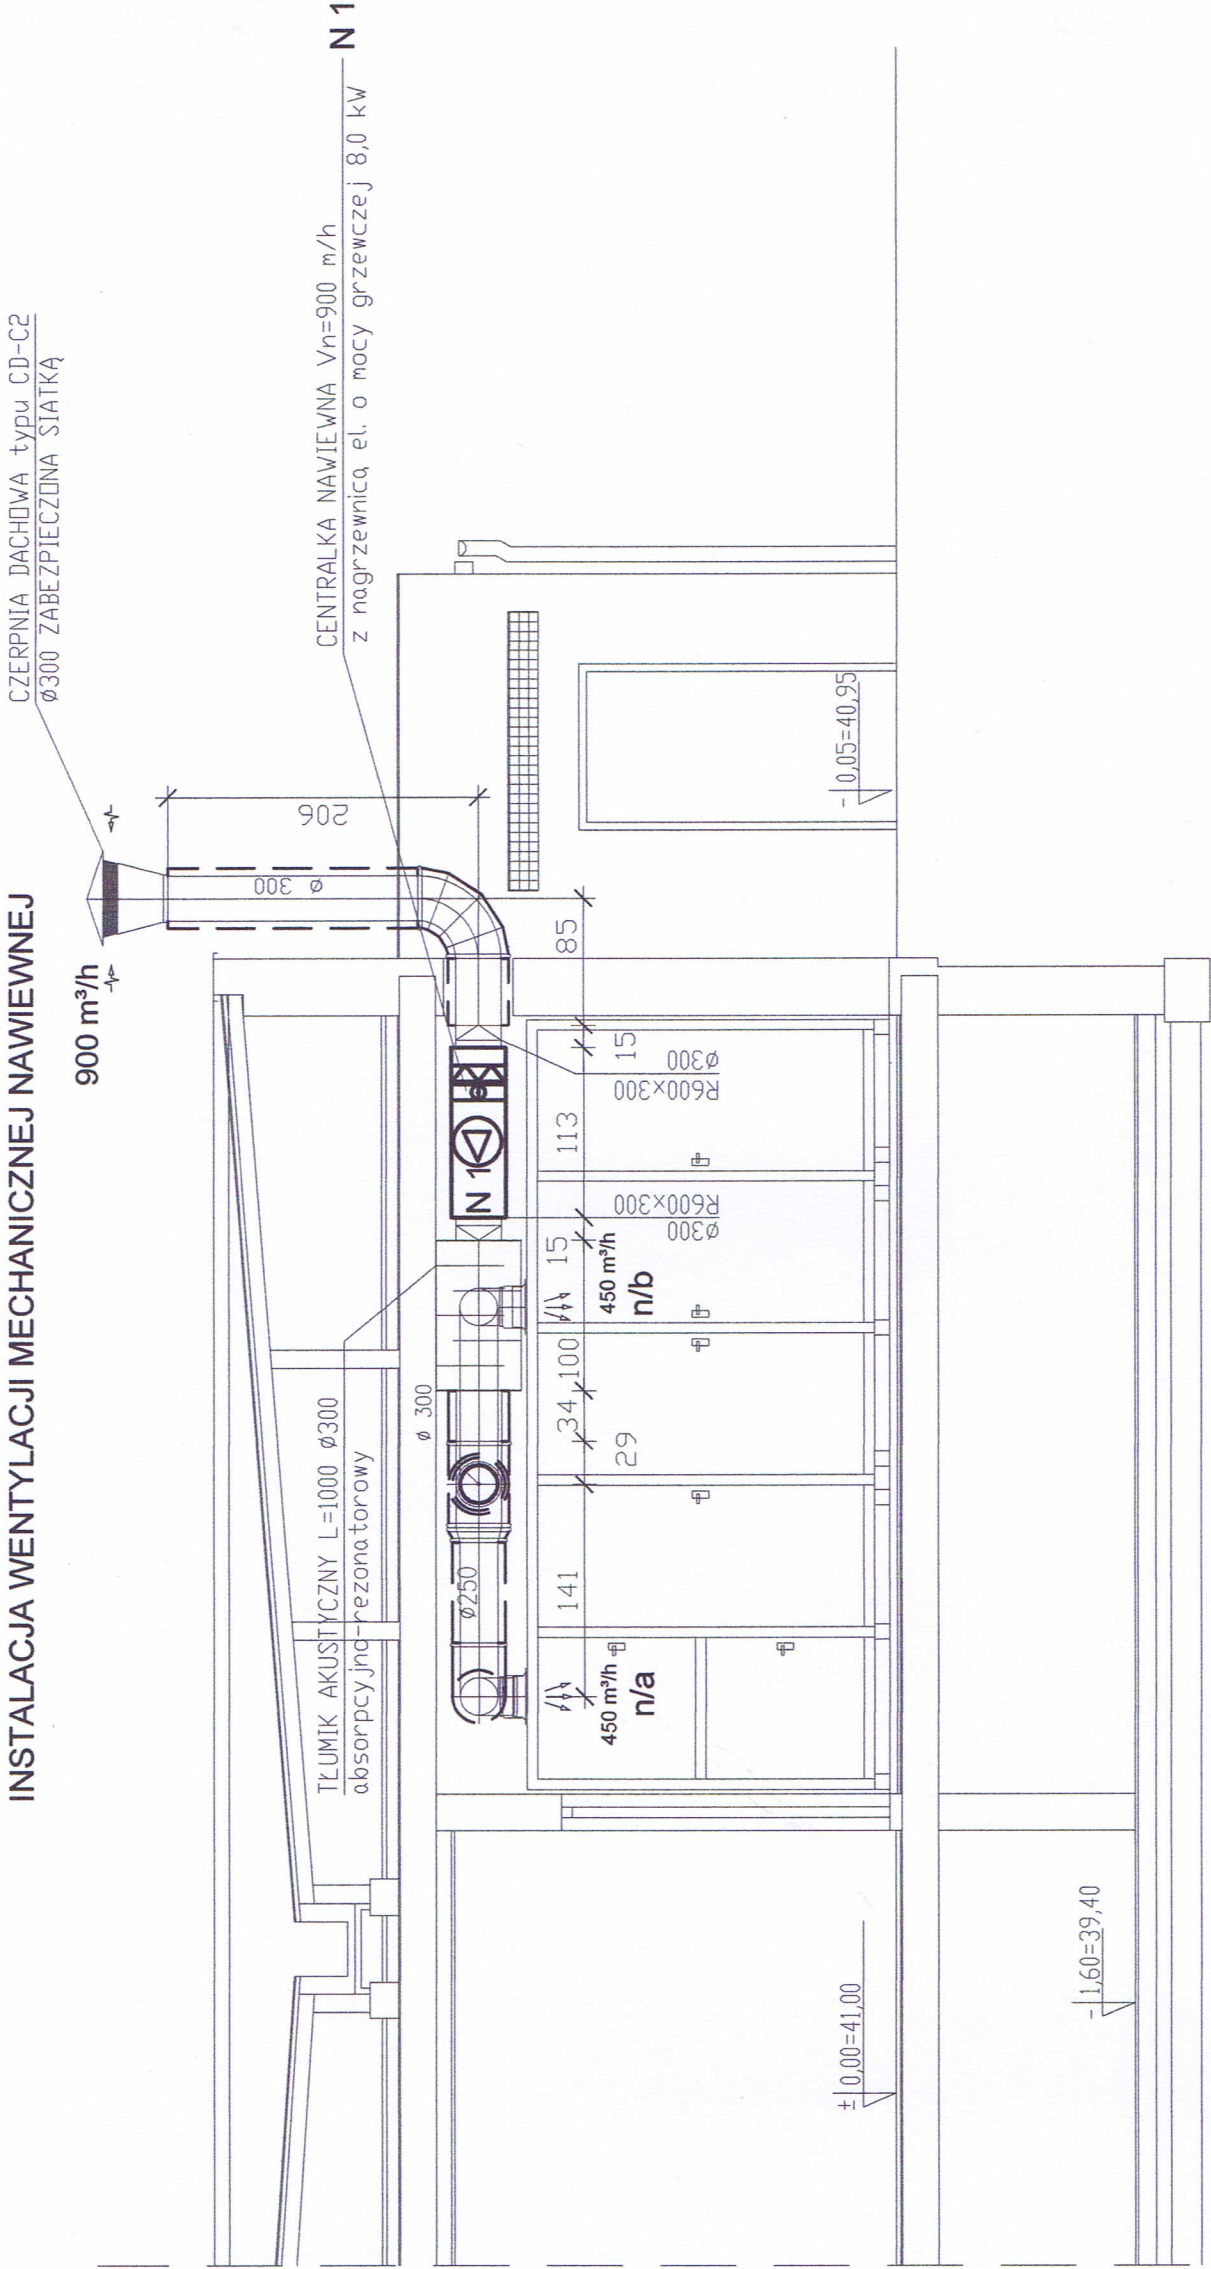 INSTALACJA WENTYLACJI MECHANICZNEJ NAWIEWNEJ
900 m³/h
CZERPNIA DACHOWA typu CD-C2
ø300 ZABEZPIECZONA SIATKĄ
CENTRALKA NAWIEWNA Vn=900 m/h
z nagrzewnicą el. o mocy grzewczej 8,0 kW
N 1
TŁUMIK AKUSTYCZNY L=1000 ø300
absorpcyjno-rezonatorowy
206
ø 300
ø 300
ø250
N 1
141
29
34
100
15
113
15
85
R600x300
ø300
ø300
R600x300
450 m³/h
n/a
450 m³/h
n/b
± 0,00=41,00
- 1,60=39,40
- 0,05=40,95